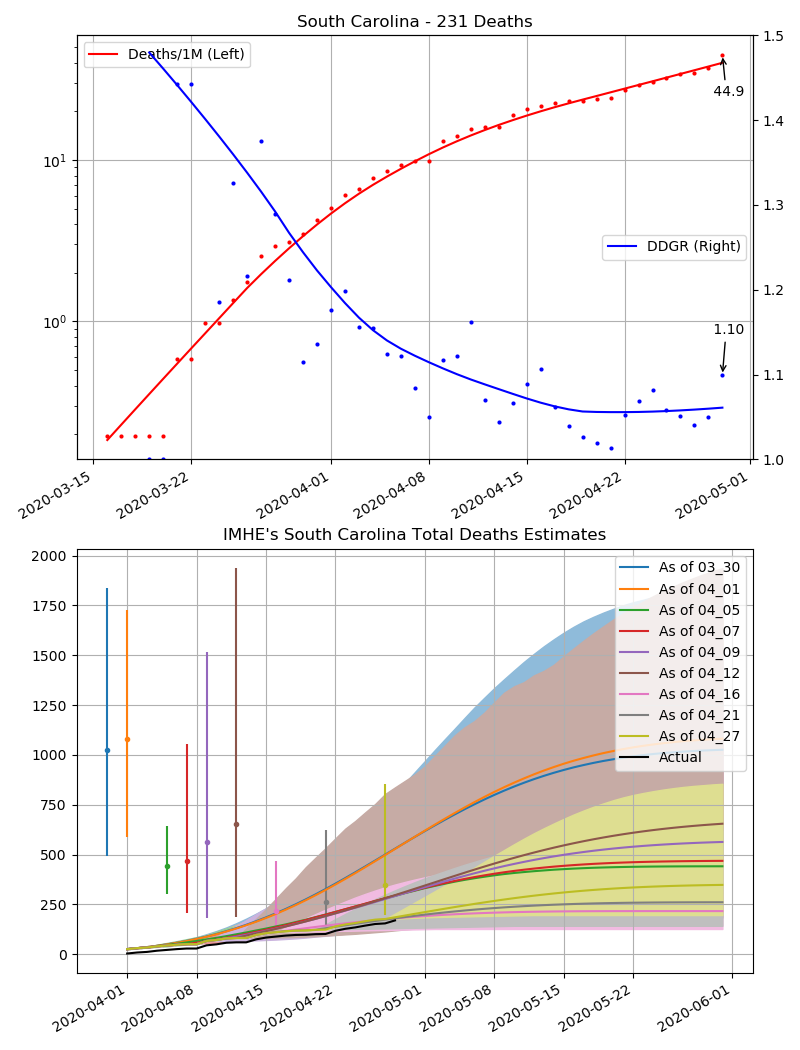 South Carolina - 231 Deaths
Deaths/1M (Left)
DDGR (Right)
44.9
1.10
10^1
10^0
1.5
1.4
1.3
1.2
1.1
1.0
2020-03-15
2020-03-22
2020-04-01
2020-04-08
2020-04-15
2020-04-22
2020-05-01
IMHE's South Carolina Total Deaths Estimates
2000
1750
1500
1250
1000
750
500
250
0
As of 03_30
As of 04_01
As of 04_05
As of 04_07
As of 04_09
As of 04_12
As of 04_16
As of 04_21
As of 04_27
Actual
2020-04-01
2020-04-08
2020-04-15
2020-04-22
2020-05-01
2020-05-08
2020-05-15
2020-05-22
2020-06-01